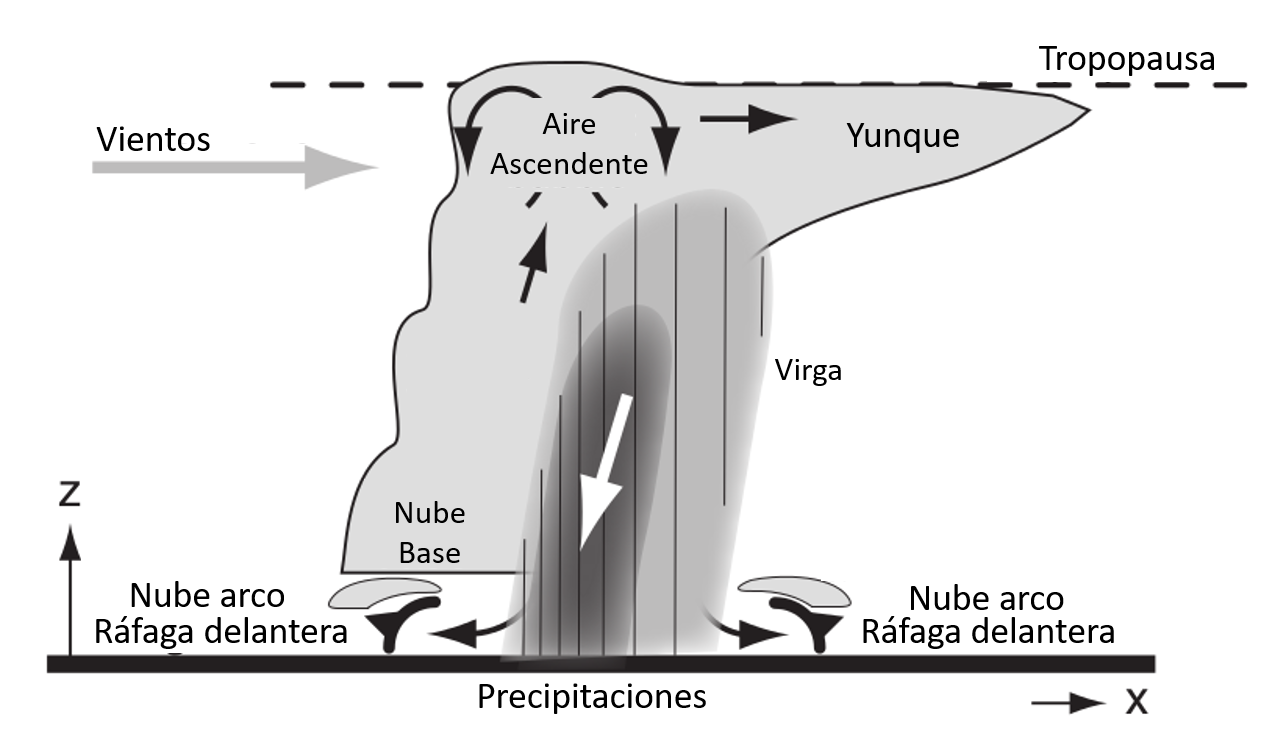 Tropopausa
Vientos
Aire
Ascendente
Yunque
Virga
Z
Nube
Base
Nube arco
Ráfaga delantera
Nube arco
Ráfaga delantera
Precipitaciones
X